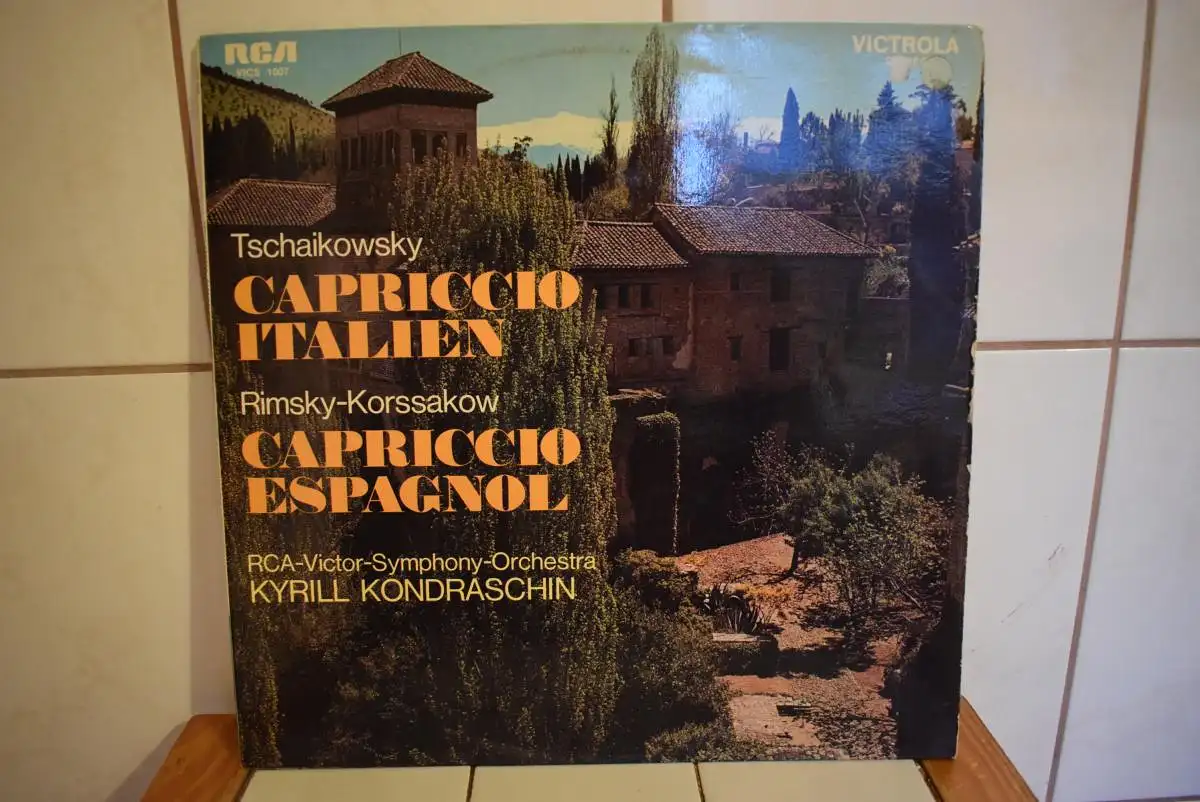 RCA
VICS 1007
VICTROLA
Tschaikowsky
CAPRICCIO
ITALIEN
Rimsky-Korssakow
CAPRICCIO
ESPAGNOL
RCA-Victor-Symphony-Orchestra
KYRILL KONDRASCHIN